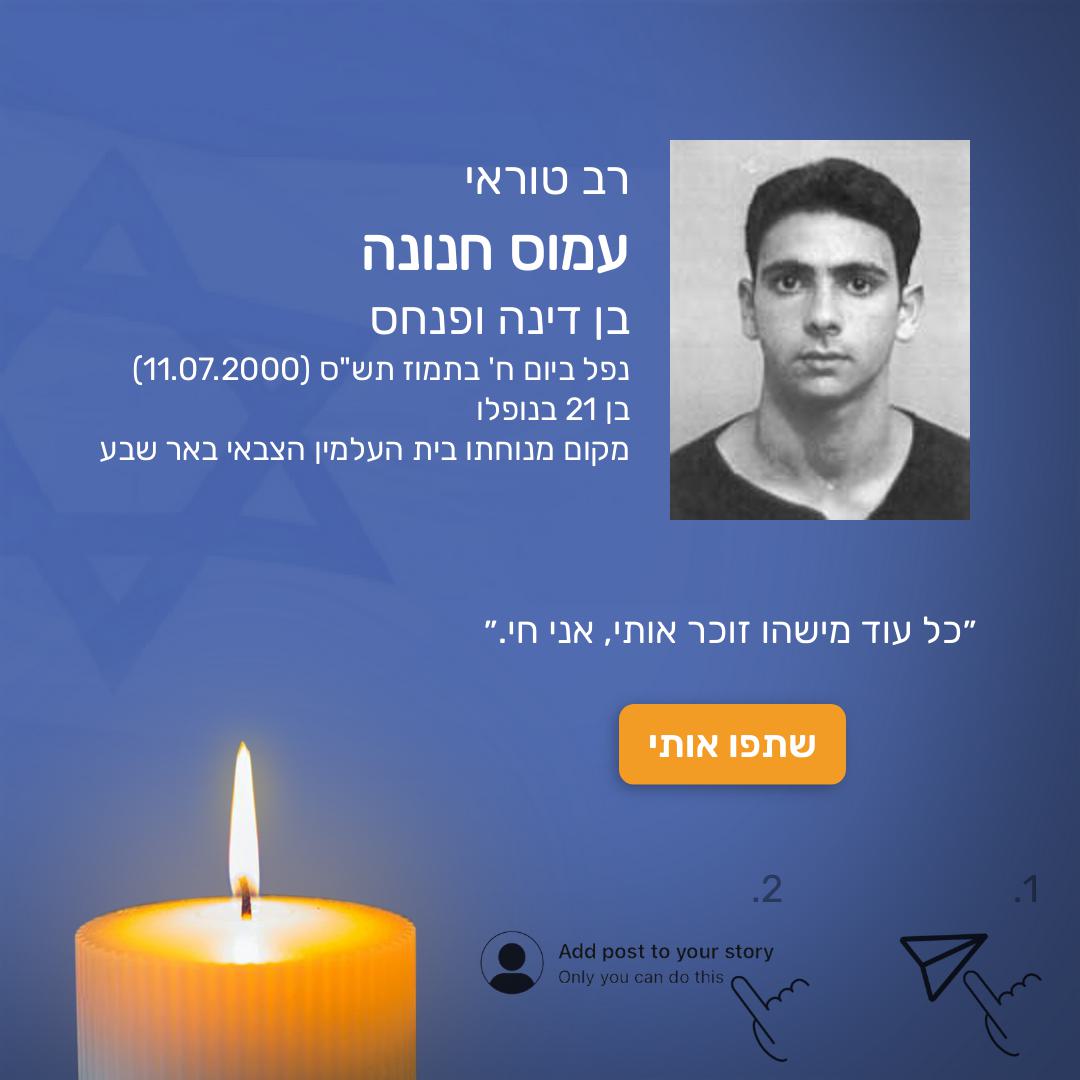 רב טוראי
עמוס חנונה
בן דינה ופנחס
נפל ביום ח' בתמוז תש"ס (11.07.2000)
בן 21 בנופלו
מקום מנוחתו בית העלמין הצבאי באר שבע
״כל עוד מישהו זוכר אותי, אני חי.״
שתפו אותי
1.
2.
Add post to your story
Only you can do this